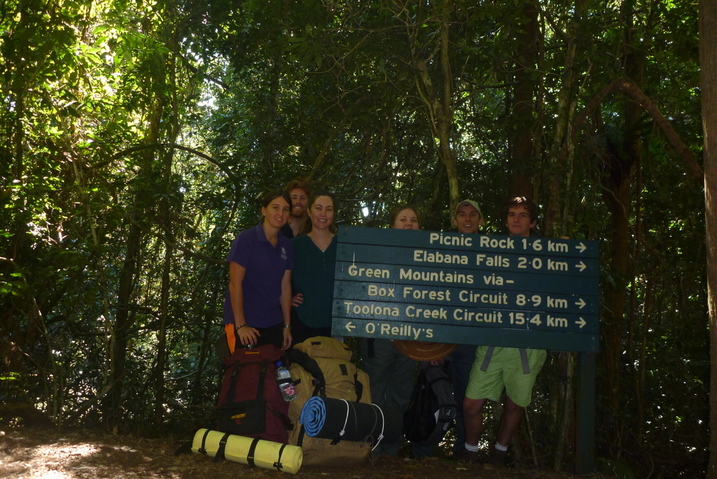 Picnic Rock 1·6 km →
Elabana Falls 2·0 km →
Green Mountains via–
Box Forest Circuit 8·9 km →
Toolona Creek Circuit 15·4 km →
← O'Reilly's